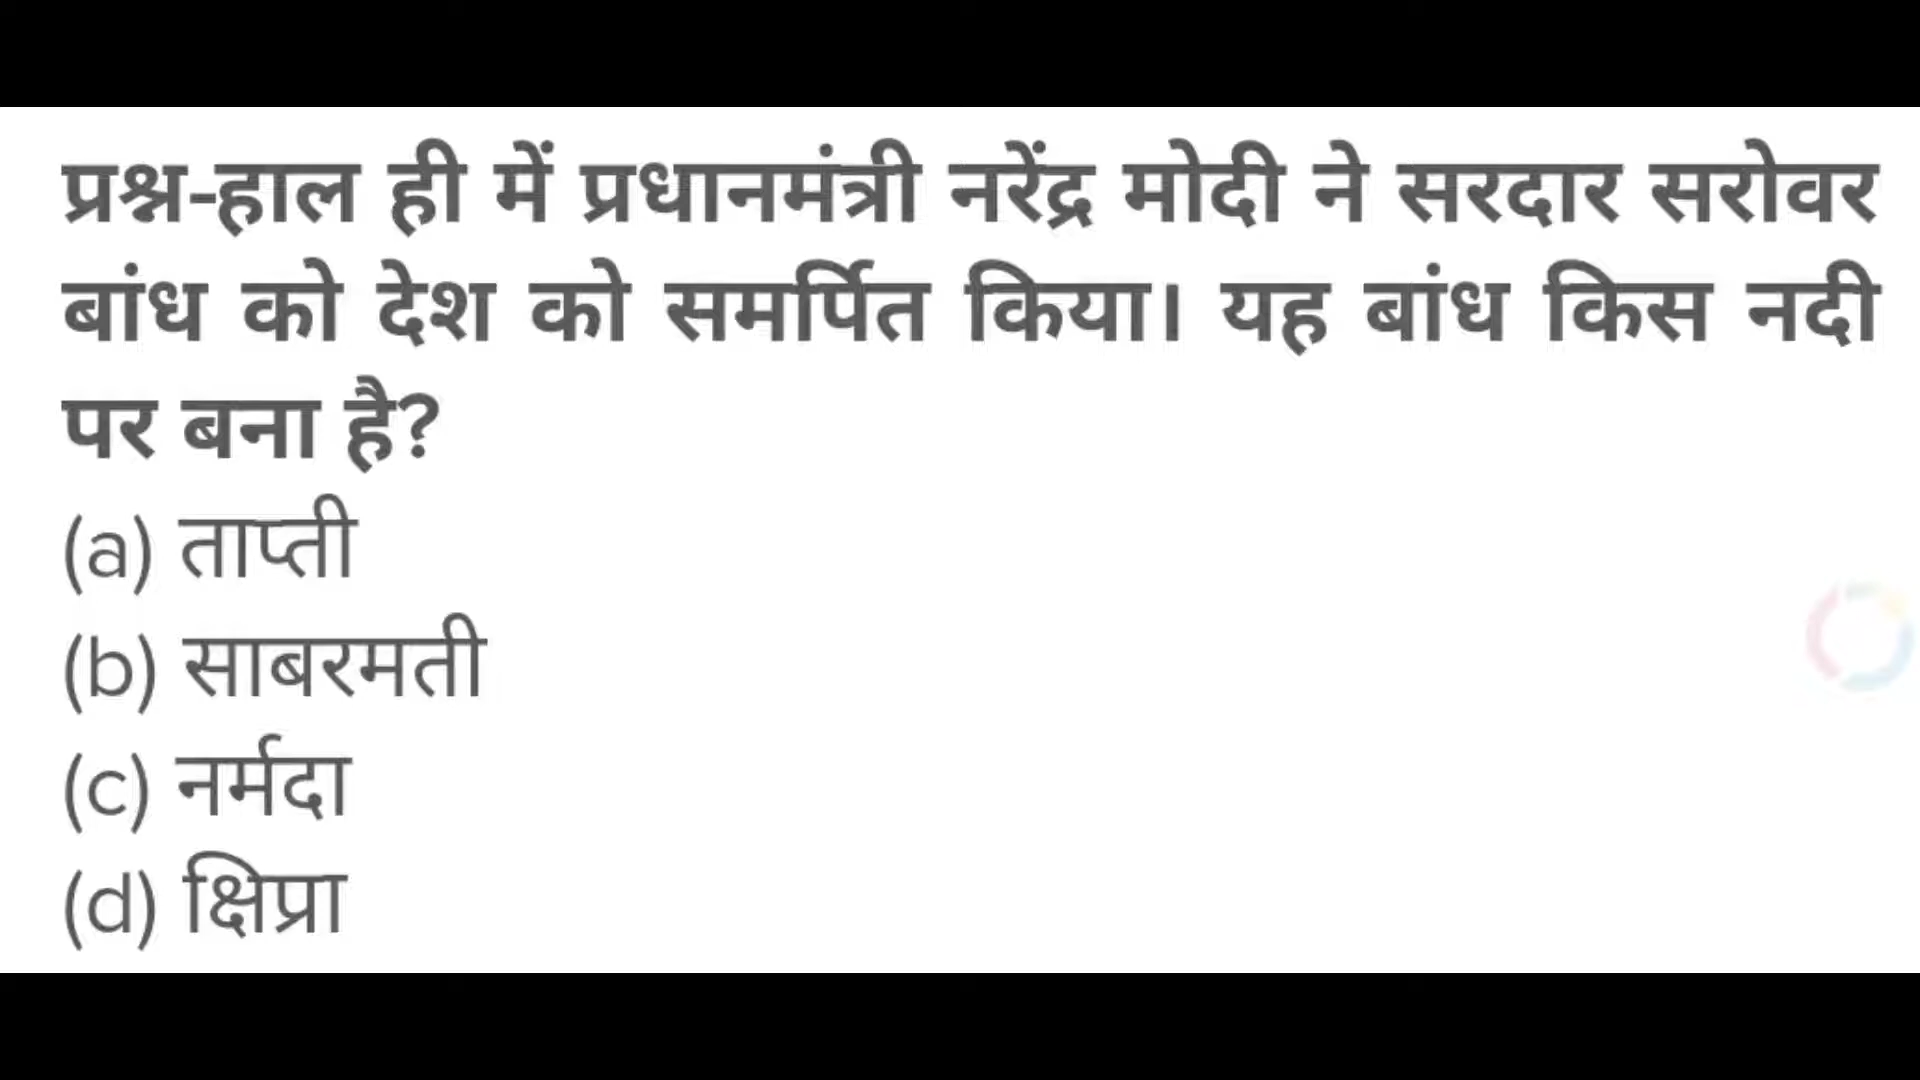 प्रश्न-हाल ही में प्रधानमंत्री नरेंद्र मोदी ने सरदार सरोवर
बांध को देश को समर्पित किया। यह बांध किस नदी
पर बना है?
(a) ताप्ती
(b) साबरमती
(c) नर्मदा
(d) क्षिप्रा